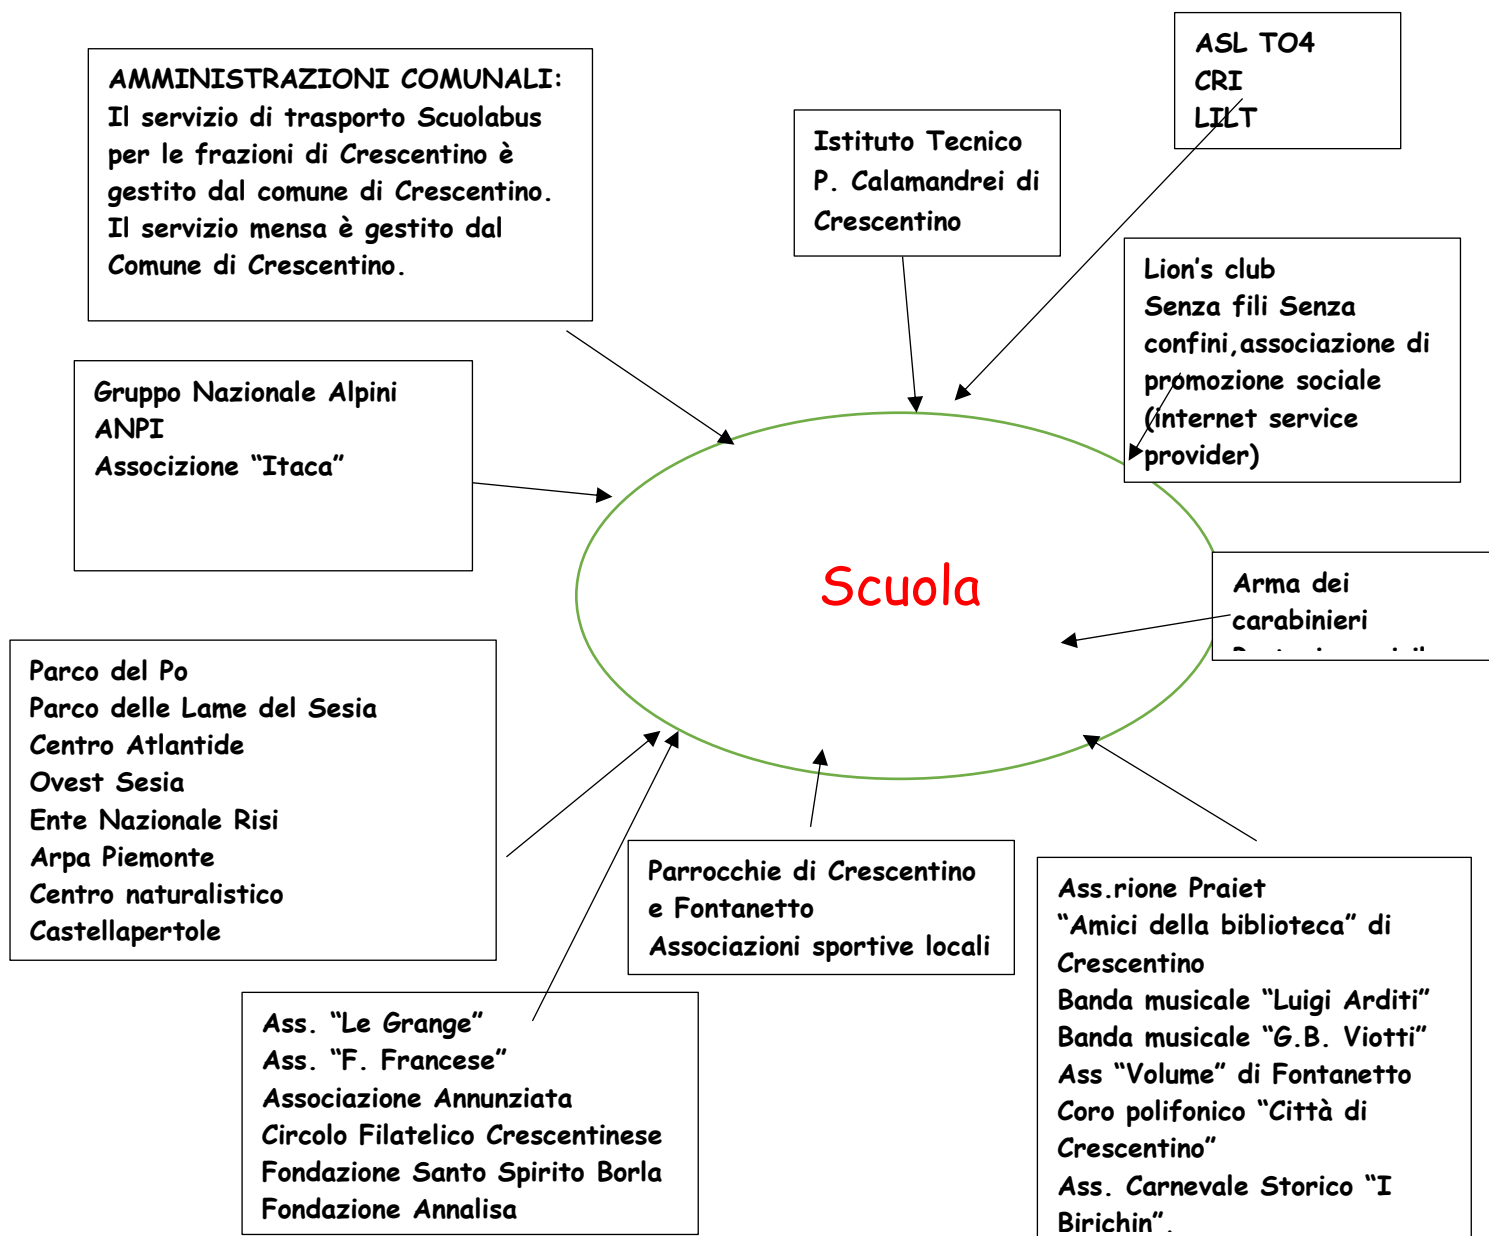 AMMINISTRAZIONI COMUNALI:
Il servizio di trasporto Scuolabus
per le frazioni di Crescentino è
gestito dal comune di Crescentino.
Il servizio mensa è gestito dal
Comune di Crescentino.
Istituto Tecnico
P. Calamandrei di
Crescentino
ASL TO4
CRI
LILT
Lion's club
Senza fili Senza
confini,associazione di
promozione sociale
(internet service
provider)
Gruppo Nazionale Alpini
ANPI
Associzione “Itaca”
Scuola
Arma dei
carabinieri
Parco del Po
Parco delle Lame del Sesia
Centro Atlantide
Ovest Sesia
Ente Nazionale Risi
Arpa Piemonte
Centro naturalistico
Castellapertole
Parrocchie di Crescentino
e Fontanetto
Associazioni sportive locali
Ass.rione Praiet
“Amici della biblioteca” di
Crescentino
Banda musicale “Luigi Arditi”
Banda musicale “G.B. Viotti”
Ass “Volume” di Fontanetto
Coro polifonico “Città di
Crescentino”
Ass. Carnevale Storico “I
Birichin”.
Ass. “Le Grange”
Ass. “F. Francese”
Associazione Annunziata
Circolo Filatelico Crescentinese
Fondazione Santo Spirito Borla
Fondazione Annalisa